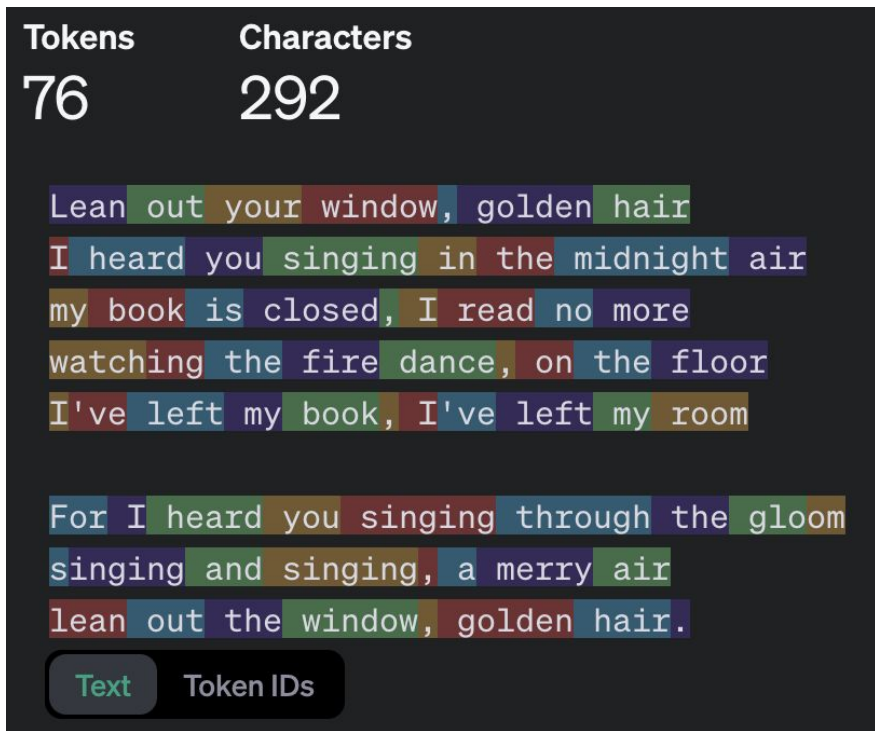 Tokens Characters
76 292
Lean out your window, golden hair
I heard you singing in the midnight air
my book is closed, I read no more
watching the fire dance, on the floor
I've left my book, I've left my room
For I heard you singing through the gloom
singing and singing, a merry air
lean out the window, golden hair.
Text Token IDs